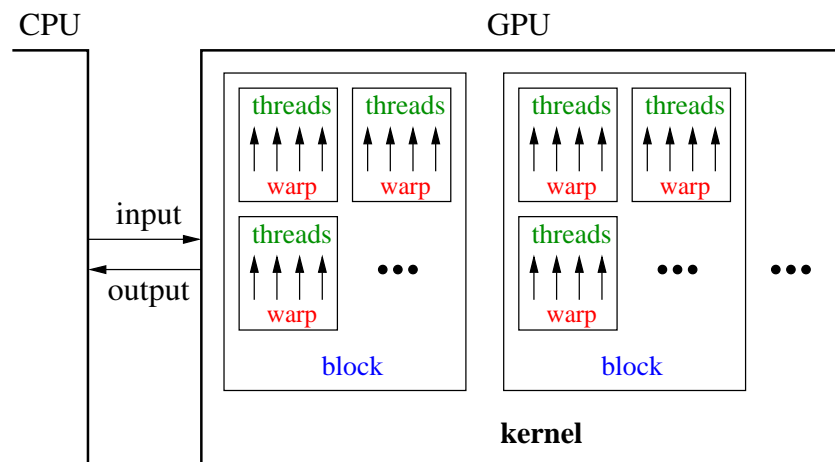 CPU
GPU
threads
threads
threads
threads
warp
warp
warp
warp
input
threads
threads
output
warp
warp
block
block
kernel